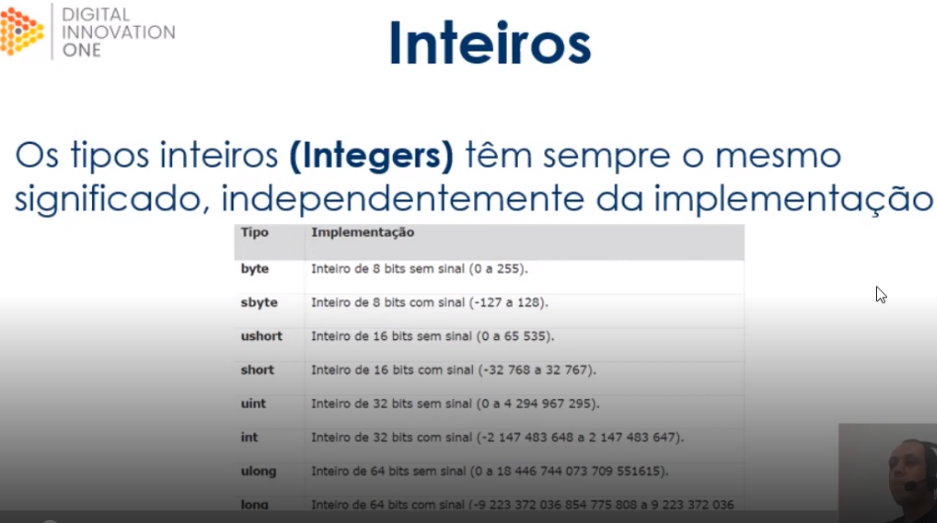 DIGITAL
INNOVATION
ONE
Inteiros
Os tipos inteiros (Integers) têm sempre o mesmo
significado, independentemente da implementação
Tipo Implementação
byte Inteiro de 8 bits sem sinal (0 a 255).
sbyte Inteiro de 8 bits com sinal (-127 a 128).
ushort Inteiro de 16 bits sem sinal (0 a 65 535).
short Inteiro de 16 bits com sinal (-32 768 a 32 767).
uint Inteiro de 32 bits sem sinal (0 a 4 294 967 295).
int Inteiro de 32 bits com sinal (-2 147 483 648 a 2 147 483 647).
ulong Inteiro de 64 bits sem sinal (0 a 18 446 744 073 709 551615).
long Inteiro de 64 bits com sinal (-9 223 372 036 854 775 808 a 9 223 372 036